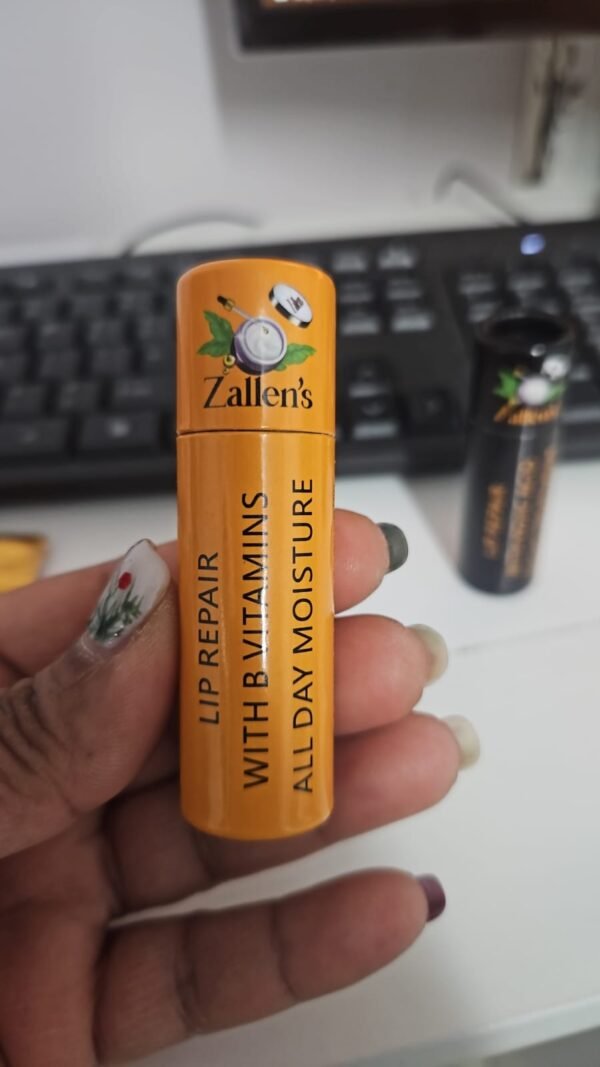 Zallen's
LIP REPAIR
WITH B VITAMINS
ALL DAY MOISTURE